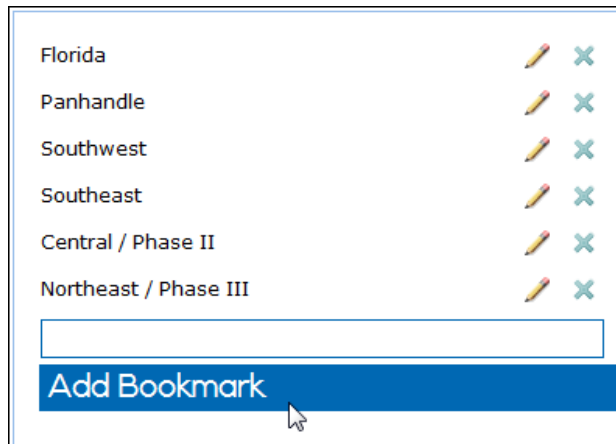 Florida
Panhandle
Southwest
Southeast
Central / Phase II
Northeast / Phase III
Add Bookmark